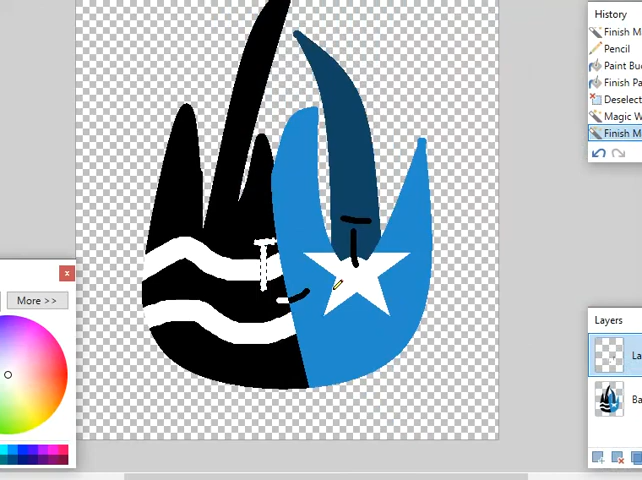 History
Finish M
Pencil
Paint Bu
Finish Pa
Deselect
Magic W
Finish M
More >>
Layers
La
Ba